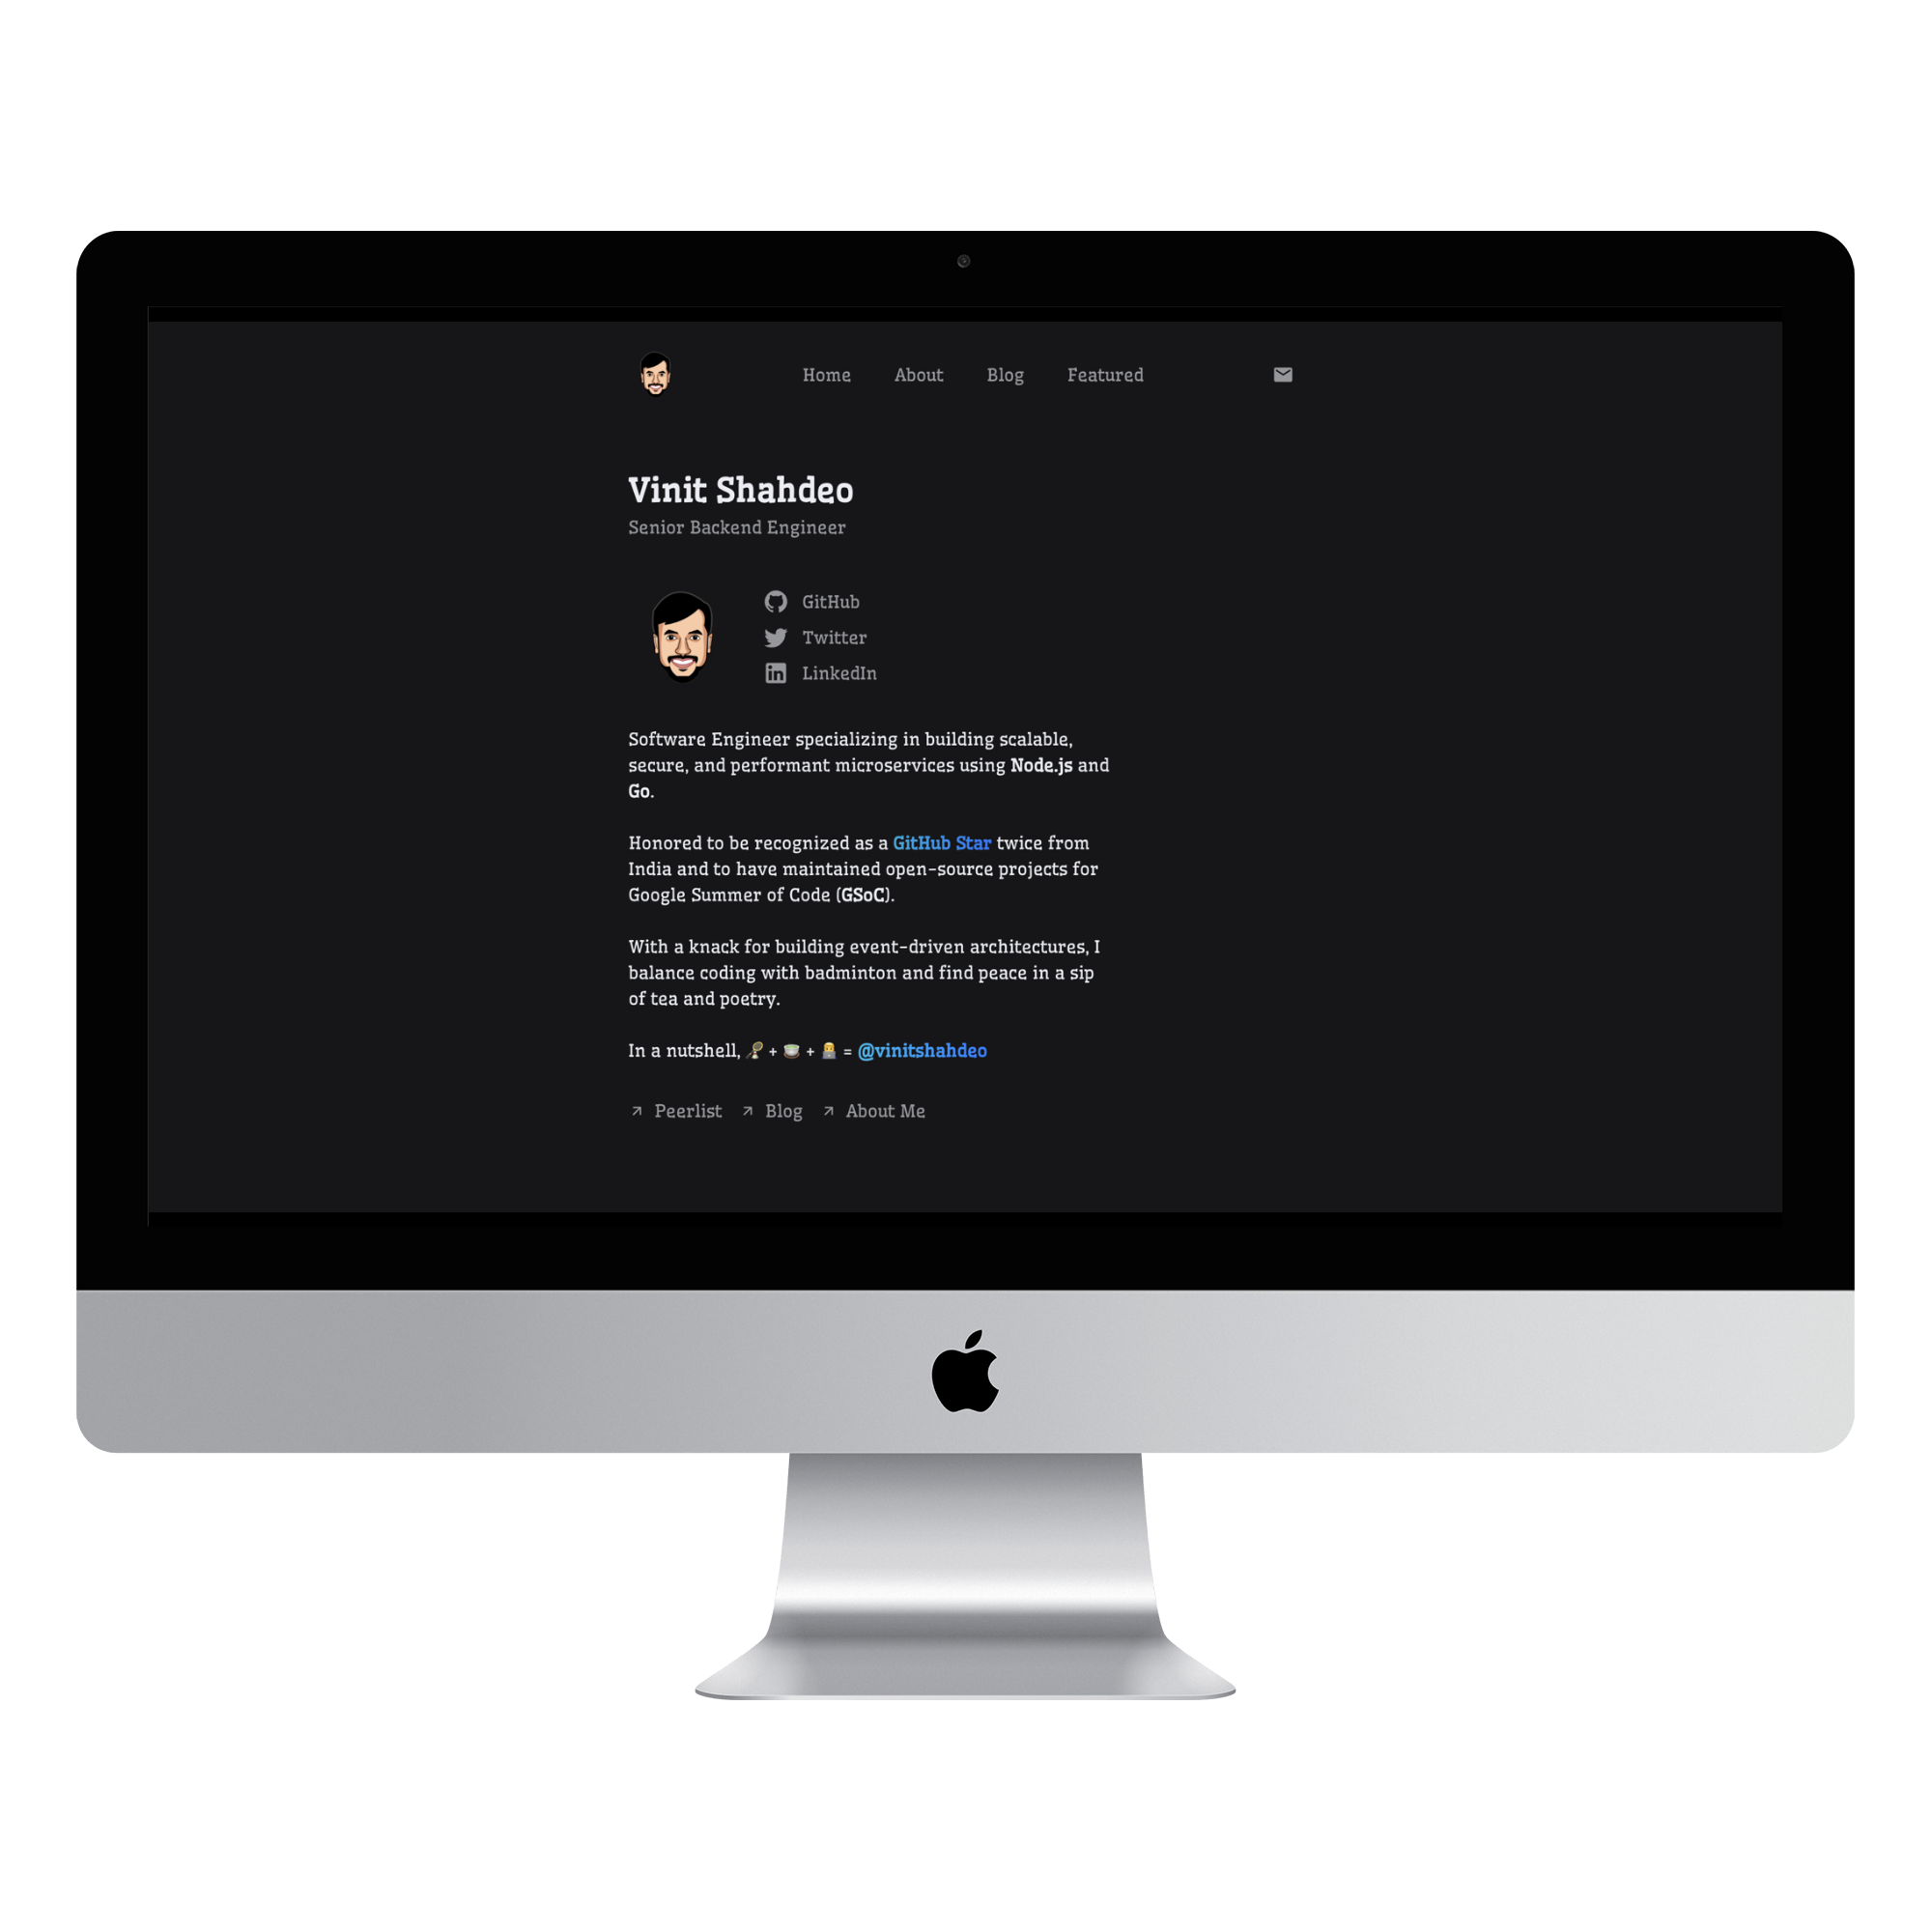 Home About Blog Featured
Vinit Shahdeo
Senior Backend Engineer
GitHub
Twitter
LinkedIn
Software Engineer specializing in building scalable,
secure, and performant microservices using Node.js and
Go.
Honored to be recognized as a GitHub Star twice from
India and to have maintained open-source projects for
Google Summer of Code (GSoC).
With a knack for building event-driven architectures, I
balance coding with badminton and find peace in a sip
of tea and poetry.
In a nutshell, 🏸 + 🍵 + 👨‍💻 = @vinitshahdeo
Peerlist Blog About Me